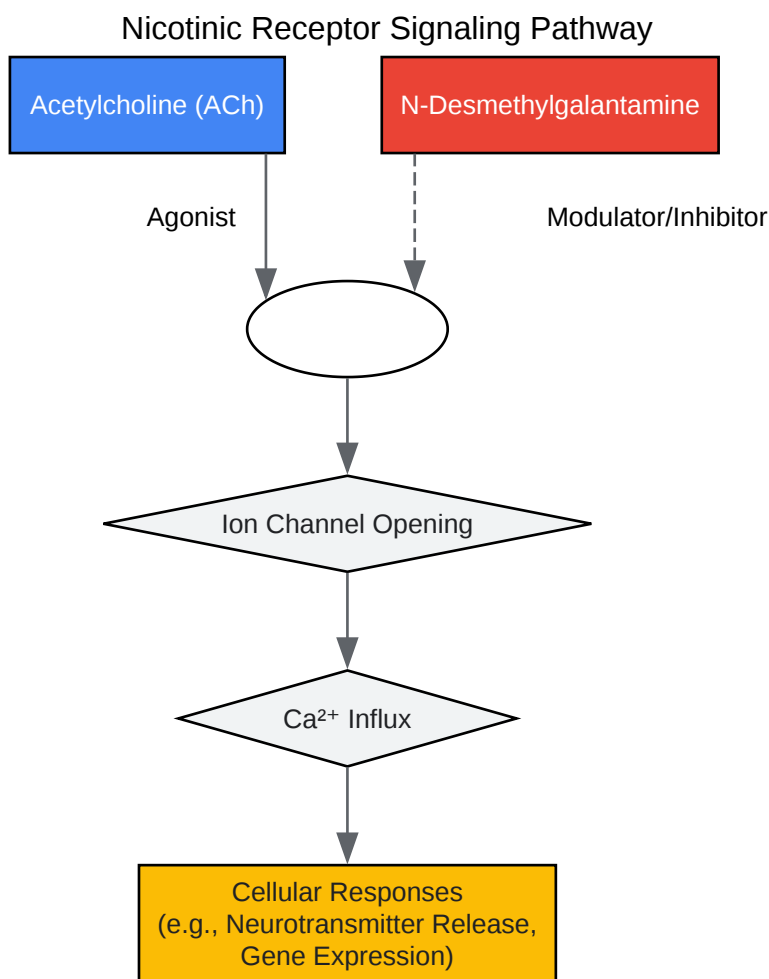 Nicotinic Receptor Signaling Pathway
Acetylcholine (ACh)
N-Desmethylgalantamine
Agonist
Modulator/Inhibitor
Ion Channel Opening
Ca²⁺ Influx
Cellular Responses
(e.g., Neurotransmitter Release,
Gene Expression)